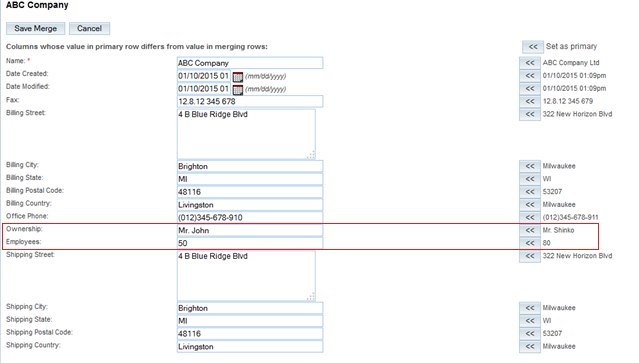 ABC Company
Save Merge Cancel
Columns whose value in primary row differs from value in merging rows: << Set as primary
Name: * ABC Company << ABC Company Ltd
Date Created: 01/10/2015 01 (mm/dd/yyyy) << 01/10/2015 01:09pm
Date Modified: 01/10/2015 01 (mm/dd/yyyy) << 01/10/2015 01:09pm
Fax: 12.8.12 345 678 << 12.8.12 345 679
Billing Street: 4 B Blue Ridge Blvd << 322 New Horizon Blvd
Billing City: Brighton << Milwaukee
Billing State: MI << WI
Billing Postal Code: 48116 << 53207
Billing Country: Livingston << Milwaukee
Office Phone: (012)345-678-910 << (012)345-678-911
Ownership: Mr. John << Mr. Shinko
Employees: 50 << 80
Shipping Street: 4 B Blue Ridge Blvd << 322 New Horizon Blvd
Shipping City: Brighton << Milwaukee
Shipping State: MI << WI
Shipping Postal Code: 48116 << 53207
Shipping Country: Livingston << Milwaukee